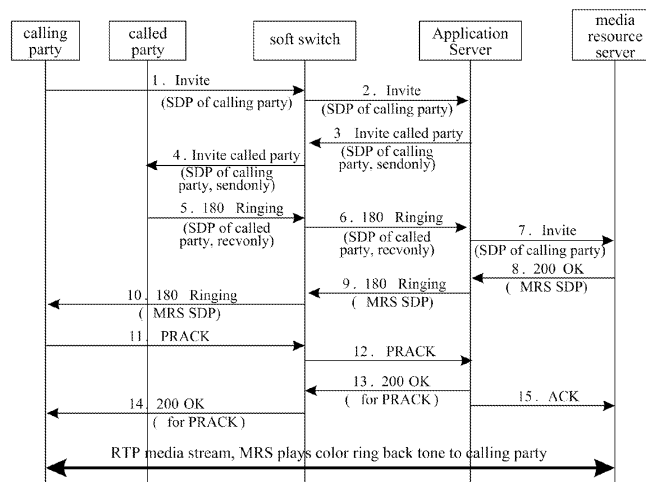 calling
party
called
party
soft switch
Application
Server
media
resource
server
1. Invite
(SDP of calling party)
2. Invite
(SDP of calling party)
3 Invite called party
(SDP of calling
party, sendonly)
4. Invite called party
(SDP of calling
party, sendonly)
5. 180 Ringing
(SDP of called
party, recvonly)
6. 180 Ringing
(SDP of called
party, recvonly)
7. Invite
(SDP of calling party)
8. 200 OK
( MRS SDP)
9. 180 Ringing
( MRS SDP)
10. 180 Ringing
( MRS SDP)
11. PRACK
12. PRACK
13. 200 OK
( for PRACK)
14. 200 OK
( for PRACK)
15. ACK
RTP media stream, MRS plays color ring back tone to calling party